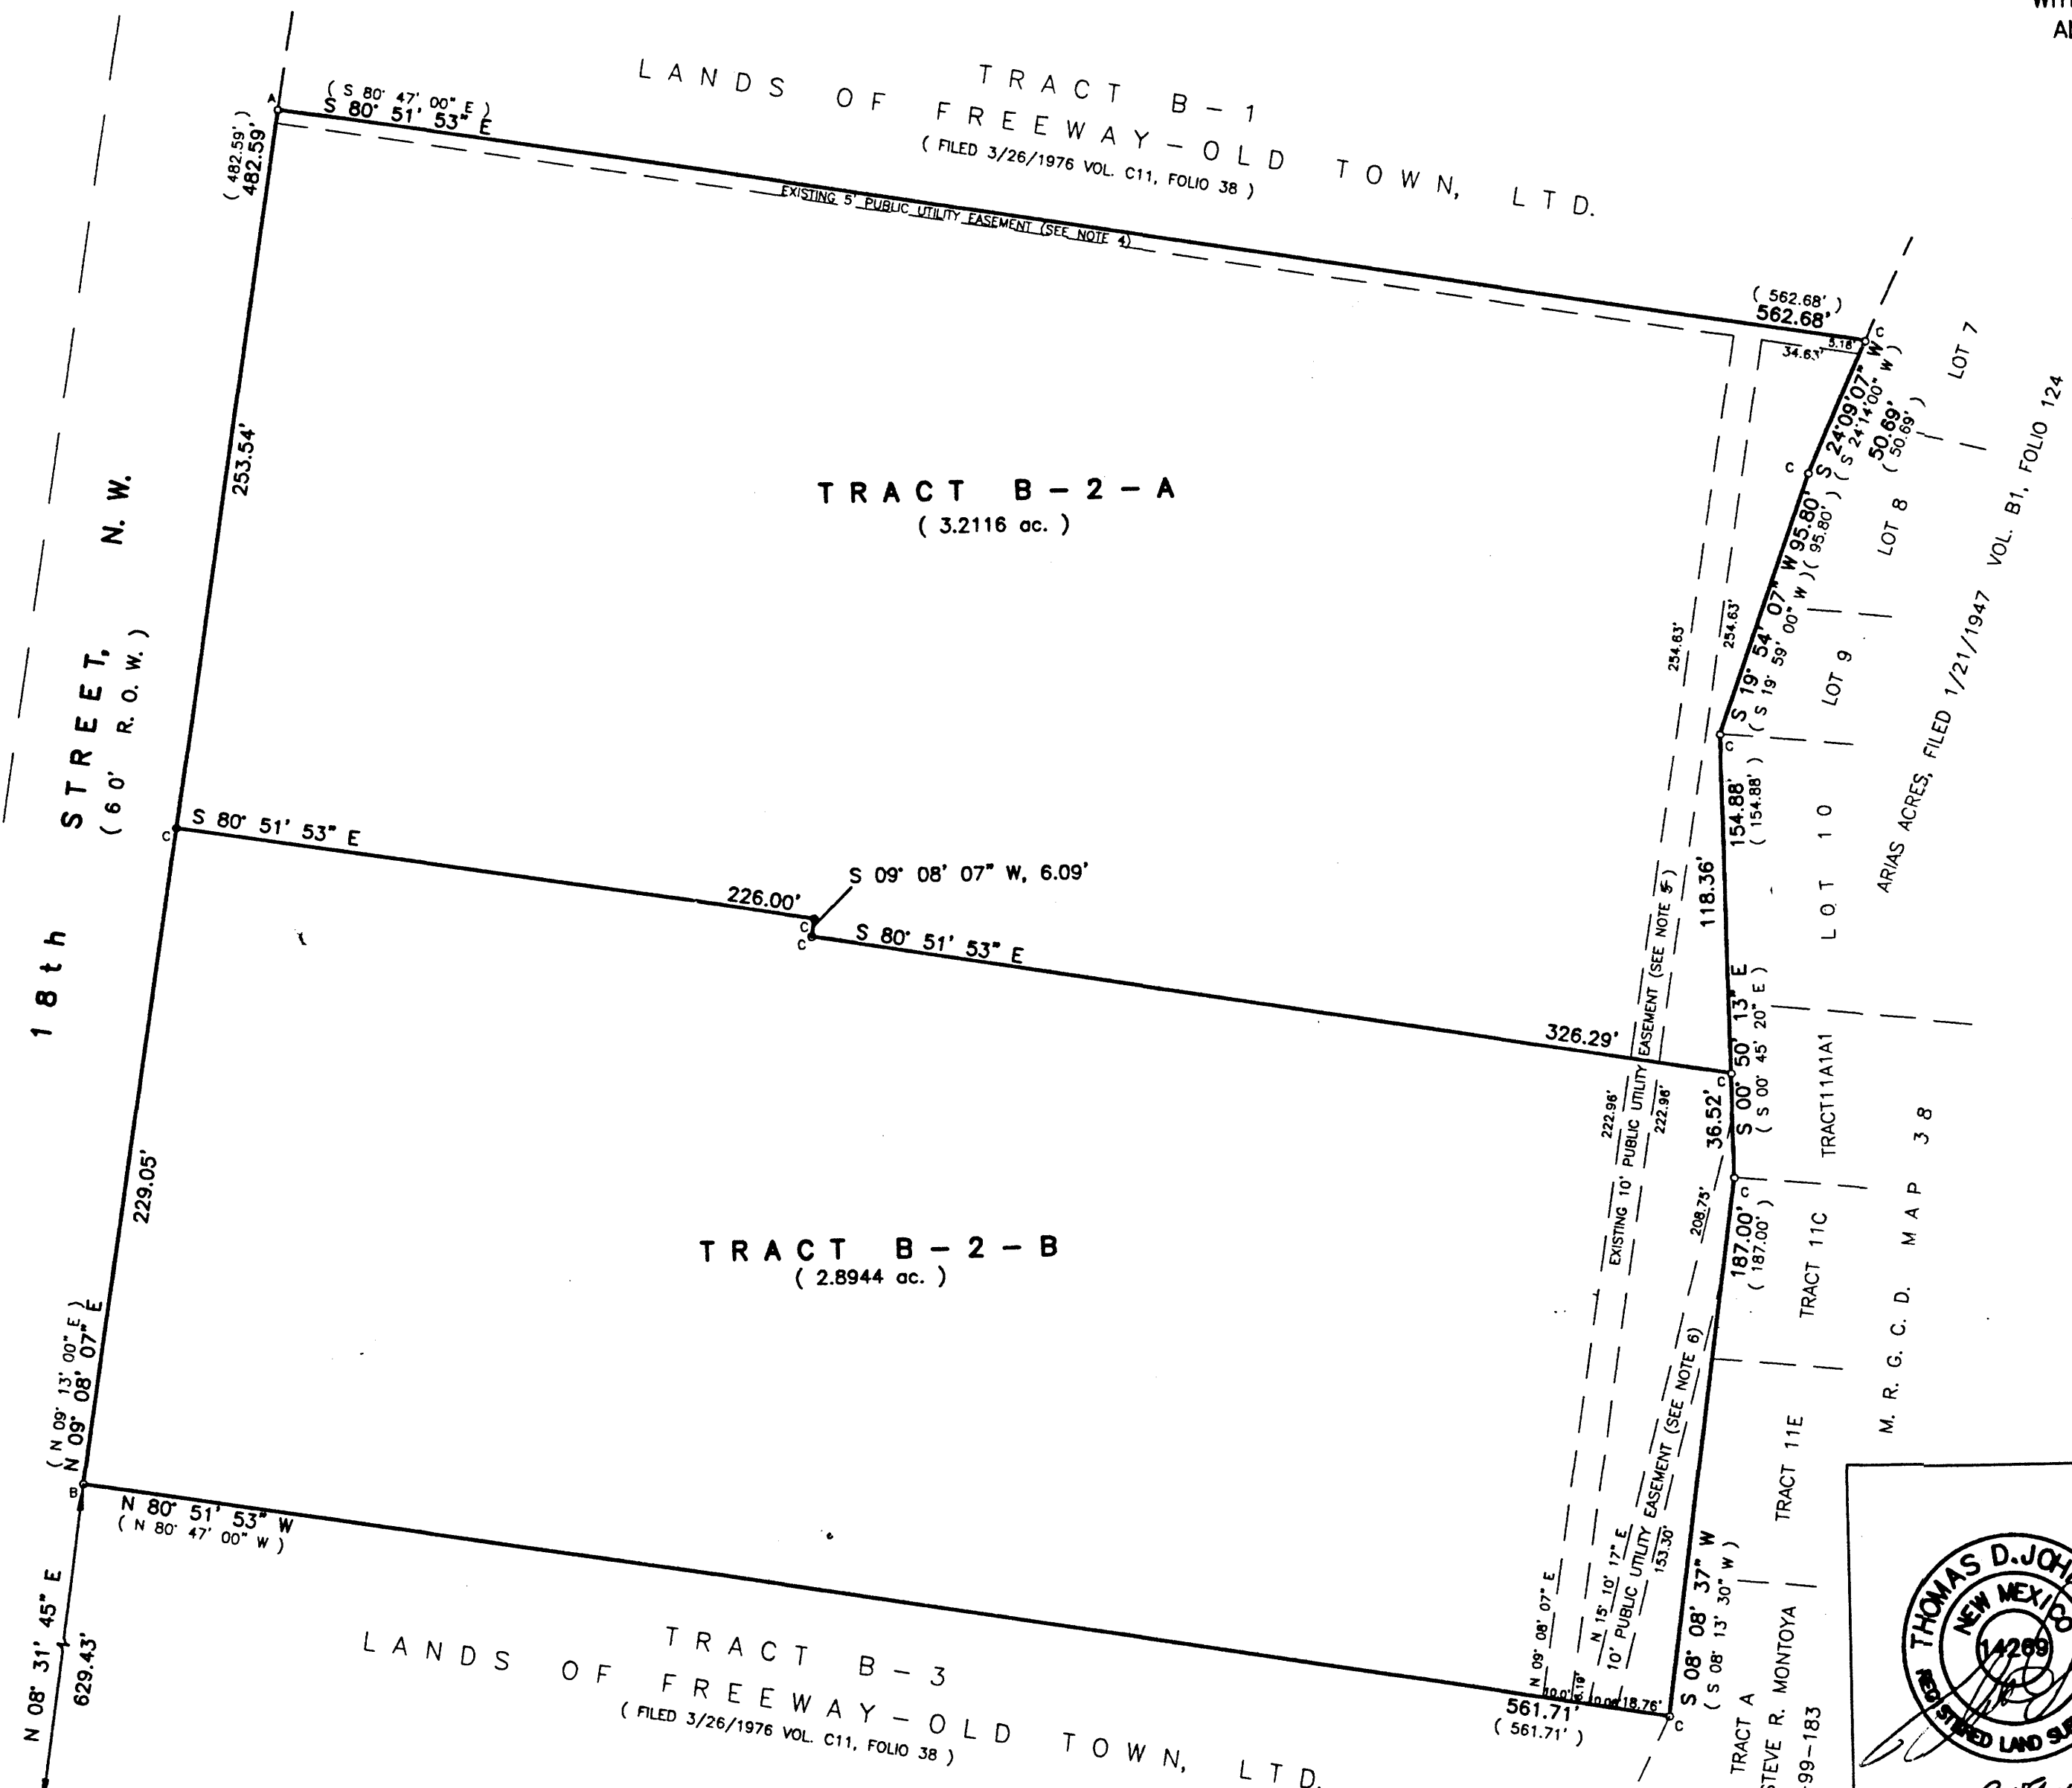 TRACT B-1
LANDS OF FREEWAY-OLD TOWN, LTD.
( FILED 3/26/1976 VOL. C11, FOLIO 38 )
A
( S 80° 47' 00" E )
S 80° 51' 53" E
( 482.59' )
482.59'
EXISTING 5' PUBLIC UTILITY EASEMENT (SEE NOTE 4)
( 562.68' )
562.68'
C
5.18'
34.63'
S 24°09'07" W
( S 24°14'00" W )
50.69'
( 50.69' )
LOT 7
C
LOT 8
253.54'
TRACT B-2-A
( 3.2116 ac. )
S 19° 54' 07" W 95.80'
( S 19° 59' 00" W )( 95.80' )
LOT 9
ARIAS ACRES, FILED 1/21/1947 VOL. B1, FOLIO 124
254.63'
254.63'
C
18th STREET, N.W.
(60' R.O.W.)
154.88'
( 154.88' )
118.36'
LOT 10
C
S 80° 51' 53" E
226.00'
S 09° 08' 07" W, 6.09'
C
C
S 80° 51' 53" E
326.29'
EXISTING 10' PUBLIC UTILITY EASEMENT (SEE NOTE 5)
S 00° 50' 13" E
( S 00° 45' 20" E )
C
TRACT11A1A1
36.52'
222.96'
222.96'
229.05'
TRACT B-2-B
( 2.8944 ac. )
C
208.75'
187.00'
( 187.00' )
TRACT 11C
M. R. G. C. D. MAP 38
( N 09° 13' 00" E )
N 09° 08' 07" E
B
N 80° 51' 53" W
( N 80° 47' 00" W )
EXISTING 10' PUBLIC UTILITY EASEMENT (SEE NOTE 6)
153.30'
TRACT 11E
N 09° 08' 07" E
N 15° 10' 17" E
10.0'
18.76'
561.71'
( 561.71' )
C
S 08° 08' 37" W
( S 08° 13' 30" W )
TRACT A
STEVE R. MONTOYA
99-183
N 08° 31' 45" E
629.43'
TRACT B-3
LANDS OF FREEWAY-OLD TOWN, LTD.
( FILED 3/26/1976 VOL. C11, FOLIO 38 )
THOMAS D. JOH
NEW MEXICO
14269
REGISTERED LAND SU